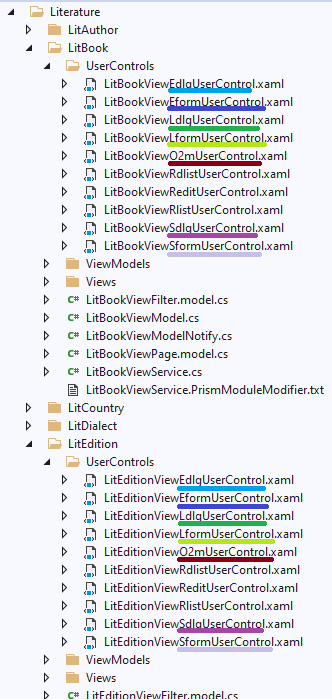 Literature
LitAuthor
LitBook
UserControls
LitBookViewEdlgUserControl.xaml
LitBookViewEformUserControl.xaml
LitBookViewLdlgUserControl.xaml
LitBookViewLformUserControl.xaml
LitBookViewO2mUserControl.xaml
LitBookViewRdlistUserControl.xaml
LitBookViewReditUserControl.xaml
LitBookViewRlistUserControl.xaml
LitBookViewSdlgUserControl.xaml
LitBookViewSformUserControl.xaml
ViewModels
Views
C# LitBookViewFilter.model.cs
C# LitBookViewModel.cs
C# LitBookViewModelNotify.cs
C# LitBookViewPage.model.cs
C# LitBookViewService.cs
LitBookViewService.PrismModuleModifier.txt
LitCountry
LitDialect
LitEdition
UserControls
LitEditionViewEdlgUserControl.xaml
LitEditionViewEformUserControl.xaml
LitEditionViewLdlgUserControl.xaml
LitEditionViewLformUserControl.xaml
LitEditionViewO2mUserControl.xaml
LitEditionViewRdlistUserControl.xaml
LitEditionViewReditUserControl.xaml
LitEditionViewRlistUserControl.xaml
LitEditionViewSdlgUserControl.xaml
LitEditionViewSformUserControl.xaml
ViewModels
Views
C# LitEditionViewFilter.model.cs